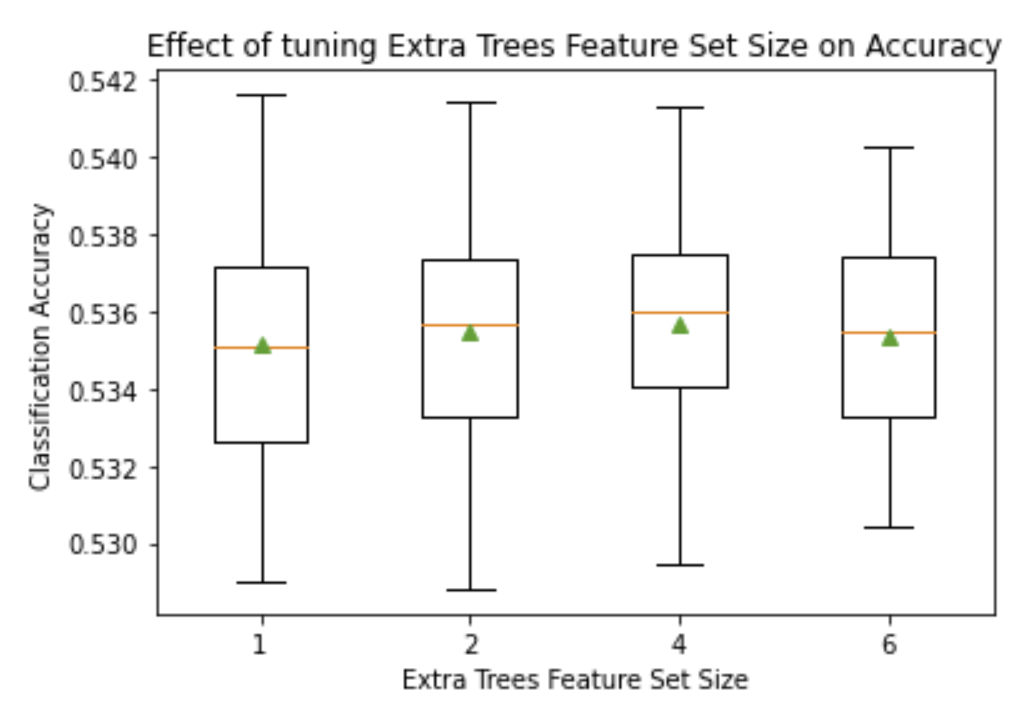 Effect of tuning Extra Trees Feature Set Size on Accuracy
0.542
0.540
0.538
0.536
0.534
0.532
0.530
Classification Accuracy
1 2 4 6
Extra Trees Feature Set Size